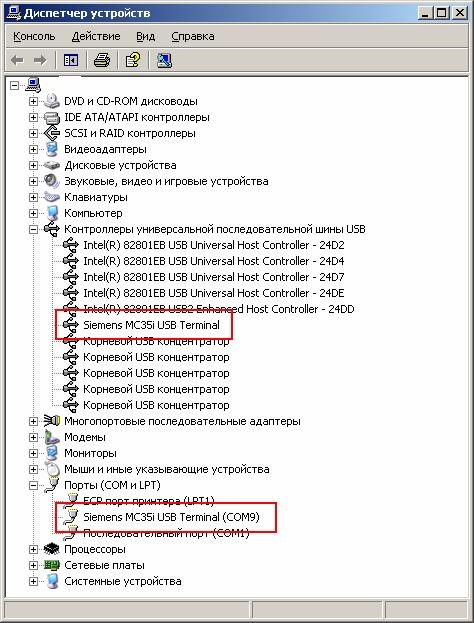 Диспетчер устройств
Консоль Действие Вид Справка
DVD и CD-ROM дисководы
IDE ATA/ATAPI контроллеры
SCSI и RAID контроллеры
Видеоадаптеры
Дисковые устройства
Звуковые, видео и игровые устройства
Клавиатуры
Компьютер
Контроллеры универсальной последовательной шины USB
Intel(R) 82801EB USB Universal Host Controller - 24D2
Intel(R) 82801EB USB Universal Host Controller - 24D4
Intel(R) 82801EB USB Universal Host Controller - 24D7
Intel(R) 82801EB USB Universal Host Controller - 24DE
Intel(R) 82801EB USB2 Enhanced Host Controller - 24DD
Siemens MC35i USB Terminal
Корневой USB концентратор
Корневой USB концентратор
Корневой USB концентратор
Корневой USB концентратор
Корневой USB концентратор
Многопортовые последовательные адаптеры
Модемы
Мониторы
Мыши и иные указывающие устройства
Порты (COM и LPT)
ECP порт принтера (LPT1)
Siemens MC35i USB Terminal (COM9)
Последовательный порт (COM1)
Процессоры
Сетевые платы
Системные устройства